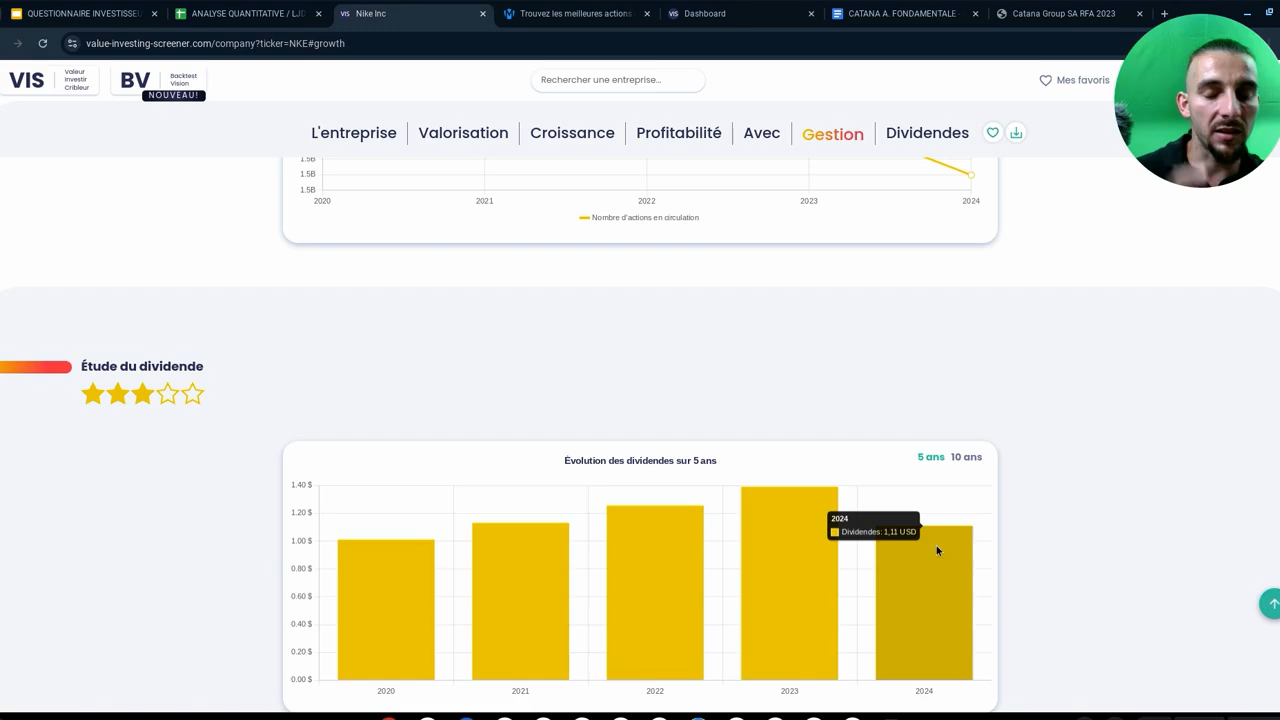 QUESTIONNAIRE INVESTISSEU
ANALYSE QUANTITATIVE / LJD
VIS Nike Inc
Trouvez les meilleures actions
VIS Dashboard
CATANA A. FONDAMENTALE -
Catana Group SA RFA 2023
value-investing-screener.com/company?ticker=NKE#growth
VIS
Valeur
Investir
Cribleur
BV
Backtest
Vision
NOUVEAU!
Rechercher une entreprise...
Mes favoris
L'entreprise
Valorisation
Croissance
Profitabilité
Avec
Gestion
Dividendes
1.5B
1.5B
1.5B
2020 2021 2022 2023 2024
Nombre d'actions en circulation
Étude du dividende
Évolution des dividendes sur 5 ans
5 ans 10 ans
1.40 $
1.20 $
1.00 $
0.80 $
0.60 $
0.40 $
0.20 $
0.00 $
2024
Dividendes: 1,11 USD
2020 2021 2022 2023 2024